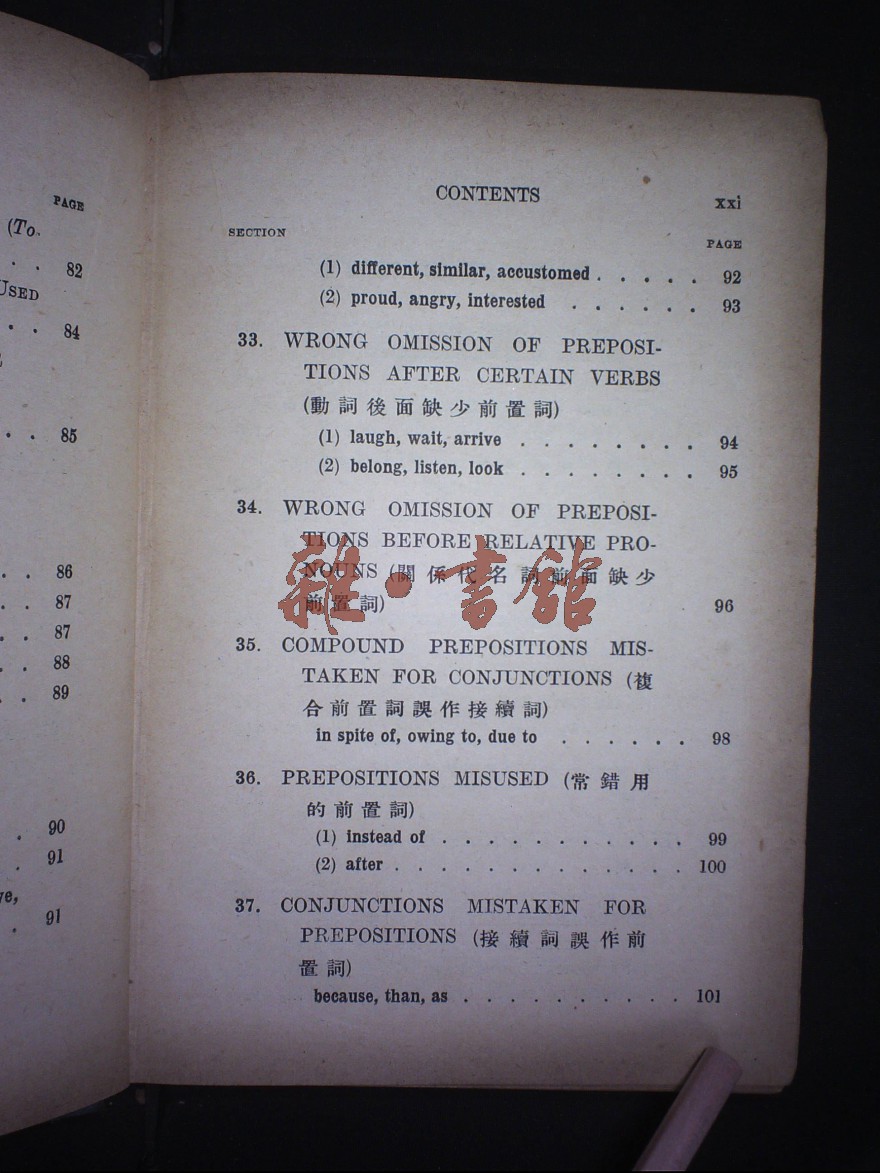 PAGE
(To
82
USED
84
85
86
87
87
88
89
90
91
91
CONTENTS
xxi
SECTION
PAGE
(1) different, similar, accustomed . . . . . 92
(2) proud, angry, interested . . . . . . 93
33. WRONG OMISSION OF PREPOSI-
TIONS AFTER CERTAIN VERBS
(動詞後面缺少前置詞)
(1) laugh, wait, arrive . . . . . . . . 94
(2) belong, listen, look . . . . . . . . 95
34. WRONG OMISSION OF PREPOSI-
TIONS BEFORE RELATIVE PRO-
NOUNS (關係代名詞前面缺少
前置詞) 96
35. COMPOUND PREPOSITIONS MIS-
TAKEN FOR CONJUNCTIONS (複
合前置詞誤作接續詞)
in spite of, owing to, due to . . . . . . 98
36. PREPOSITIONS MISUSED (常錯用
的前置詞)
(1) instead of . . . . . . . . . . . 99
(2) after . . . . . . . . . . . . . 100
37. CONJUNCTIONS MISTAKEN FOR
PREPOSITIONS (接續詞誤作前
置詞)
because, than, as . . . . . . . . . . 101
雜·書館